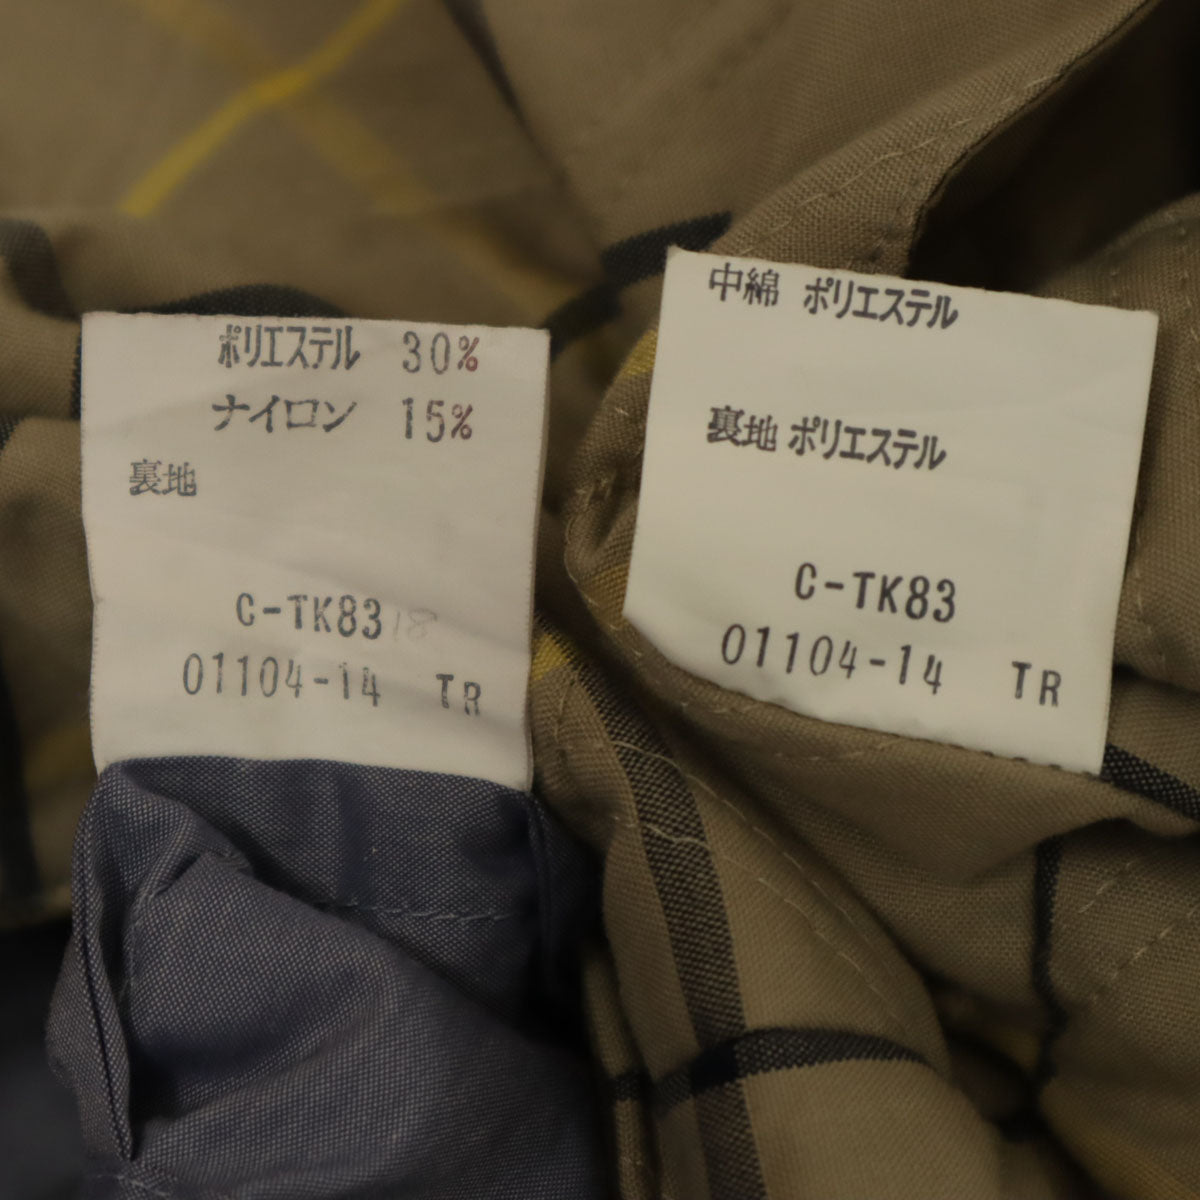 ポリエステル 30%
ナイロン 15%
裏地
C-TK83
01104-14 TR
中綿 ポリエステル
裏地 ポリエステル
C-TK83
01104-14 TR